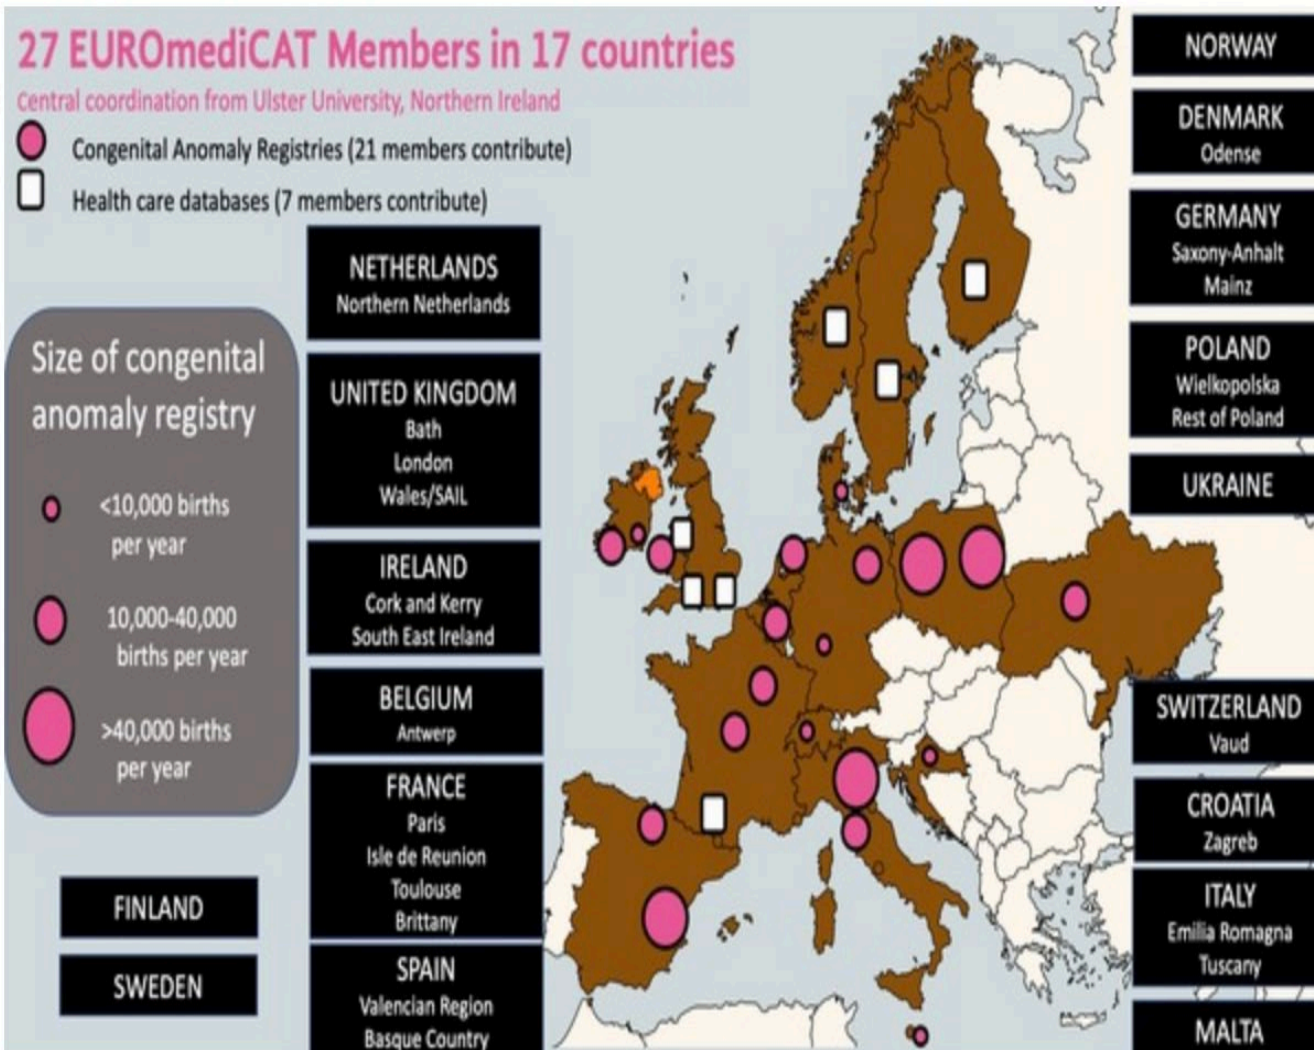 27 EUROmediCAT Members in 17 countries
Central coordination from Ulster University, Northern Ireland
Congenital Anomaly Registries (21 members contribute)
Health care databases (7 members contribute)
Size of congenital
anomaly registry
<10,000 births
per year
10,000-40,000
births per year
>40,000 births
per year
FINLAND
SWEDEN
NETHERLANDS
Northern Netherlands
UNITED KINGDOM
Bath
London
Wales/SAIL
IRELAND
Cork and Kerry
South East Ireland
BELGIUM
Antwerp
FRANCE
Paris
Isle de Reunion
Toulouse
Brittany
SPAIN
Valencian Region
Basque Country
NORWAY
DENMARK
Odense
GERMANY
Saxony-Anhalt
Mainz
POLAND
Wielkopolska
Rest of Poland
UKRAINE
SWITZERLAND
Vaud
CROATIA
Zagreb
ITALY
Emilia Romagna
Tuscany
MALTA